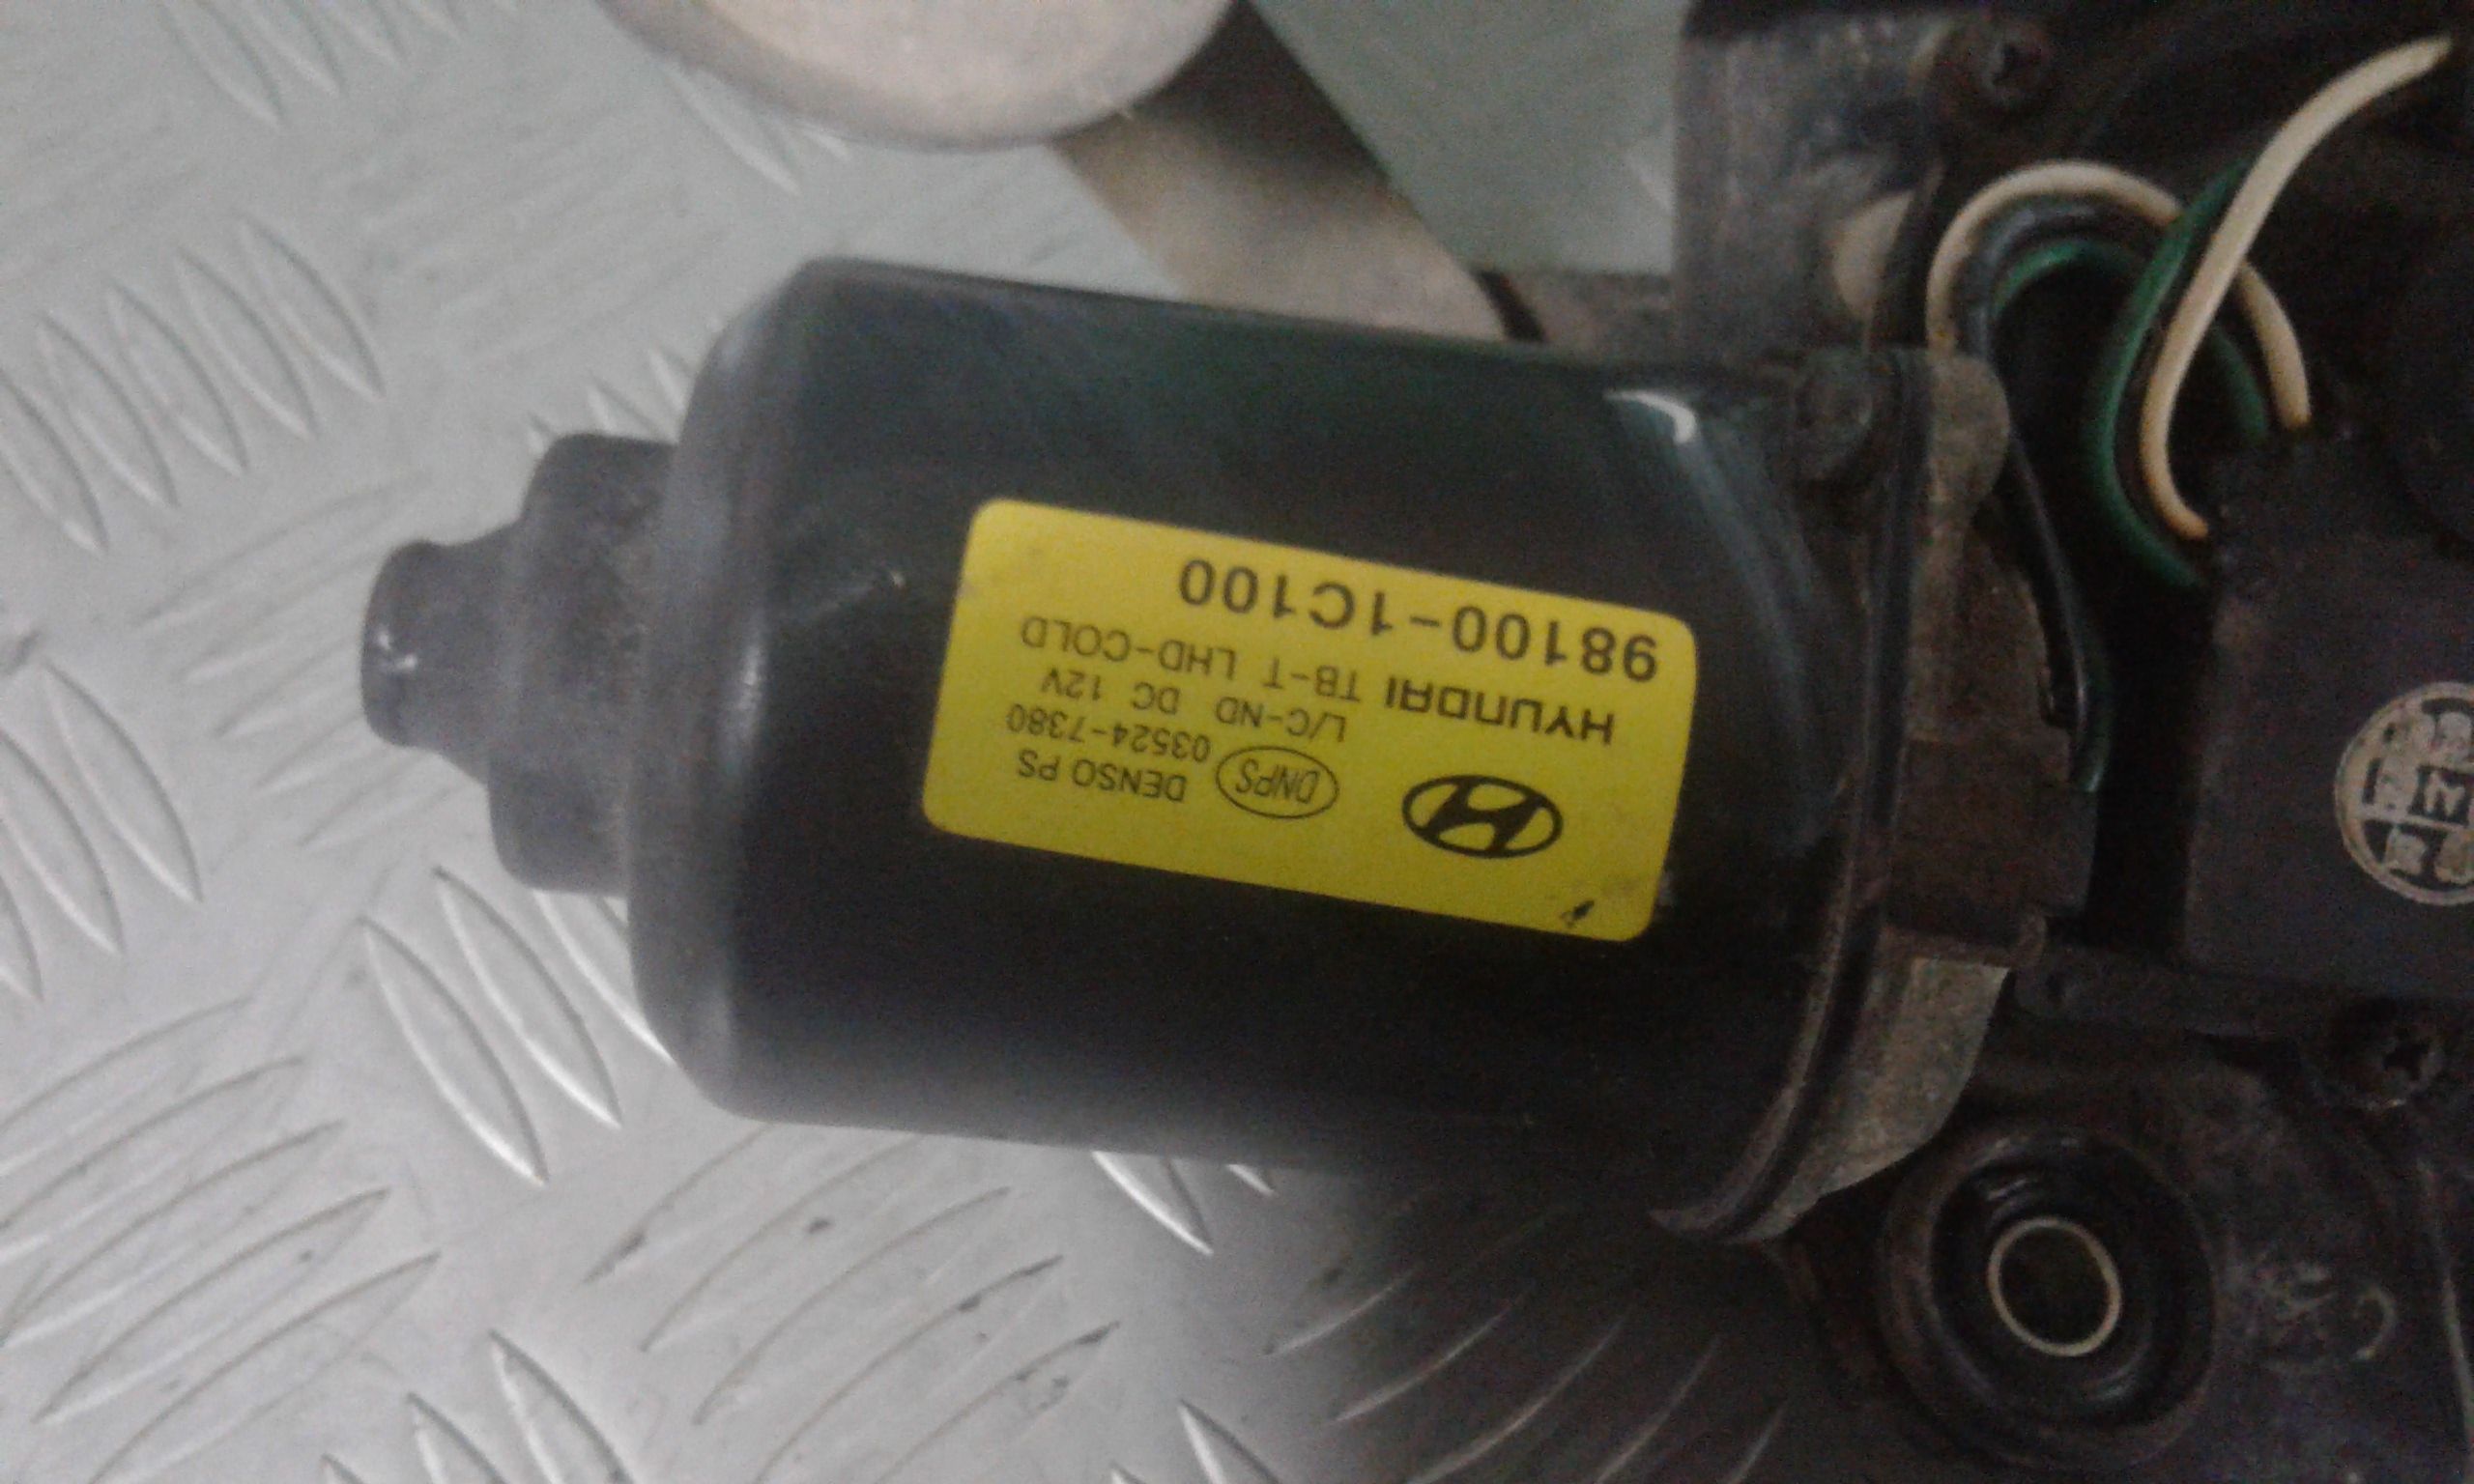 DNPS DENSO PS
03524-7380
L/C-ND DC 12V
HYUNDAI TB-T LHD-COLD
98100-1C100